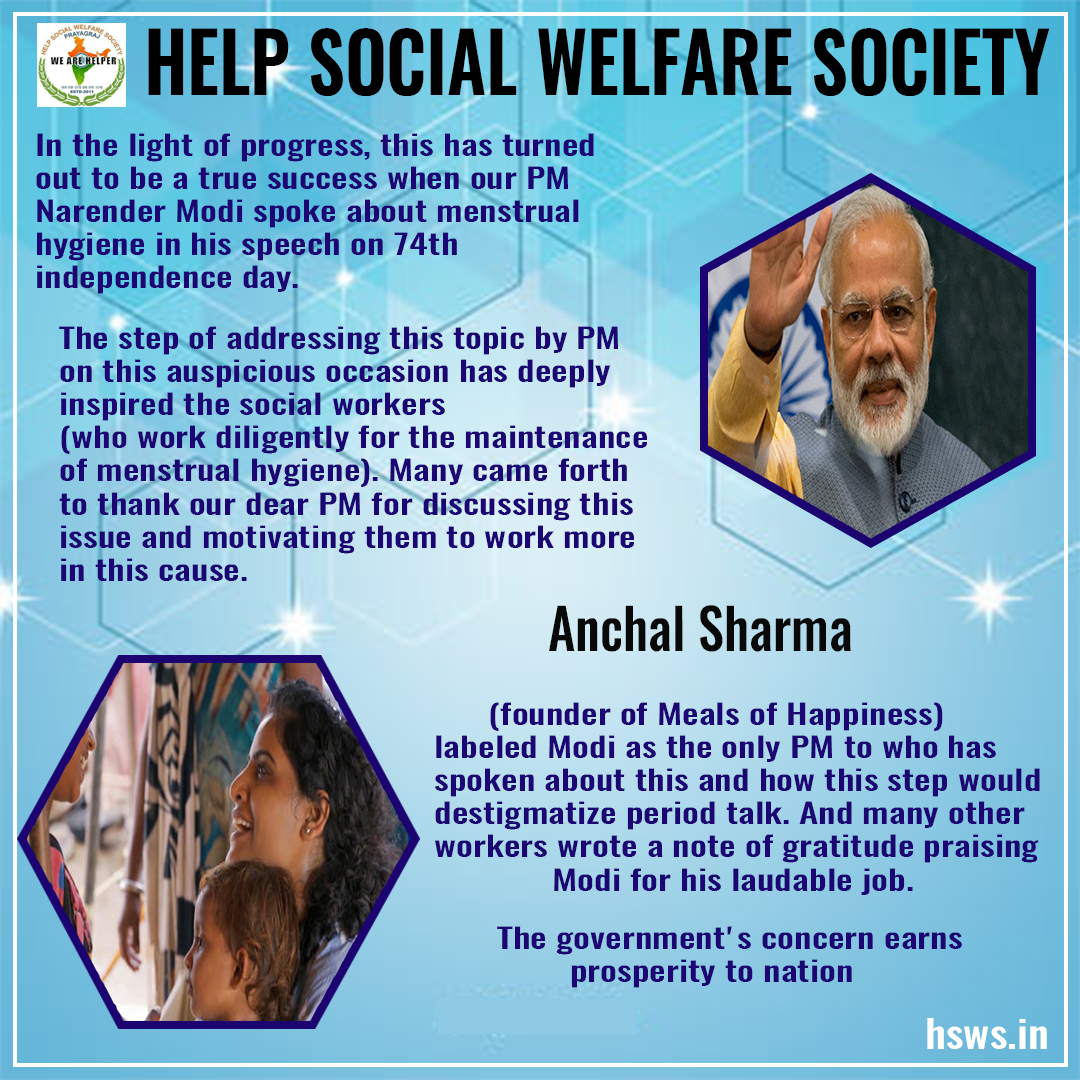 HELP SOCIAL WELFARE SOCIETY
PRAYAGRAJ
WE ARE HELPER
ESTD-2011
HELP SOCIAL WELFARE SOCIETY
In the light of progress, this has turned
out to be a true success when our PM
Narender Modi spoke about menstrual
hygiene in his speech on 74th
independence day.
The step of addressing this topic by PM
on this auspicious occasion has deeply
inspired the social workers
(who work diligently for the maintenance
of menstrual hygiene). Many came forth
to thank our dear PM for discussing this
issue and motivating them to work more
in this cause.
Anchal Sharma
(founder of Meals of Happiness)
labeled Modi as the only PM to who has
spoken about this and how this step would
destigmatize period talk. And many other
workers wrote a note of gratitude praising
Modi for his laudable job.
The government's concern earns
prosperity to nation
hsws.in